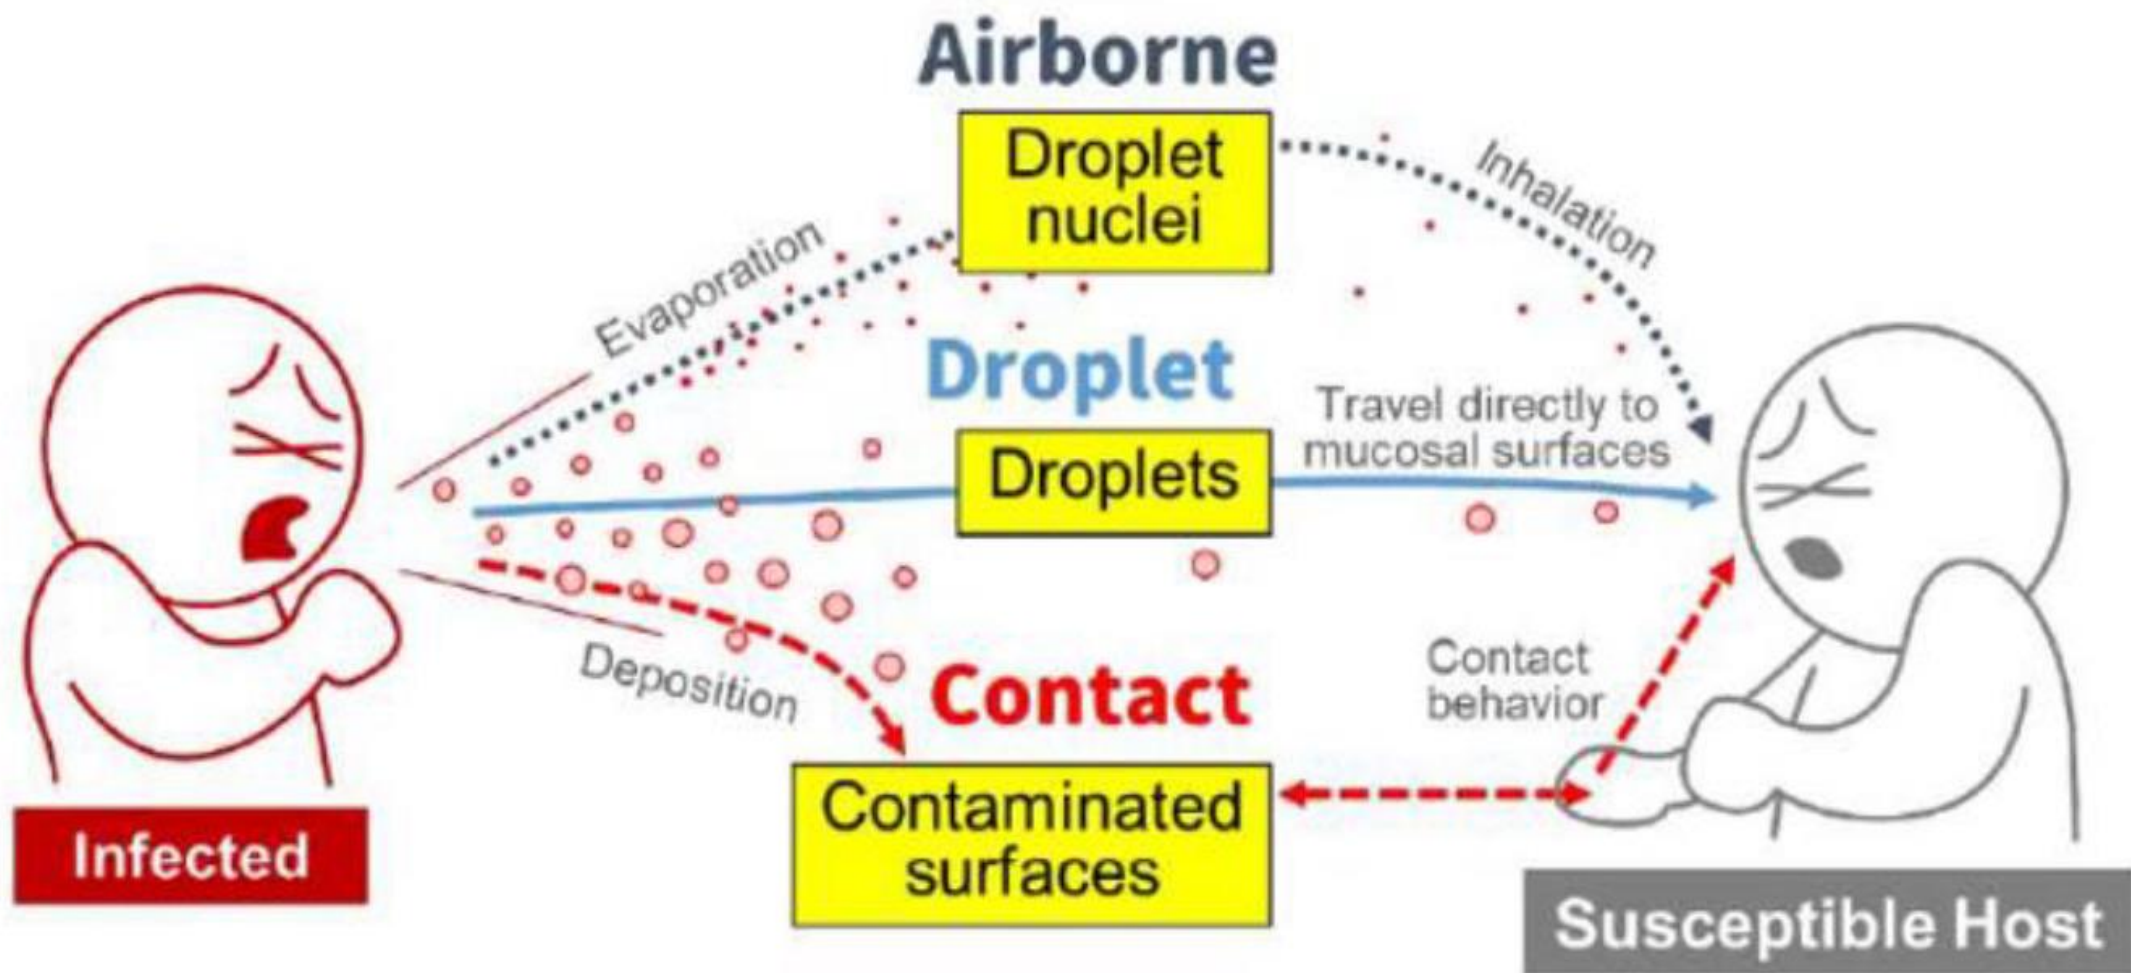 Airborne
Droplet
nuclei
Evaporation
Inhalation
Droplet
Droplets
Travel directly to
mucosal surfaces
Deposition
Contact
Contaminated
surfaces
Contact
behavior
Infected
Susceptible Host